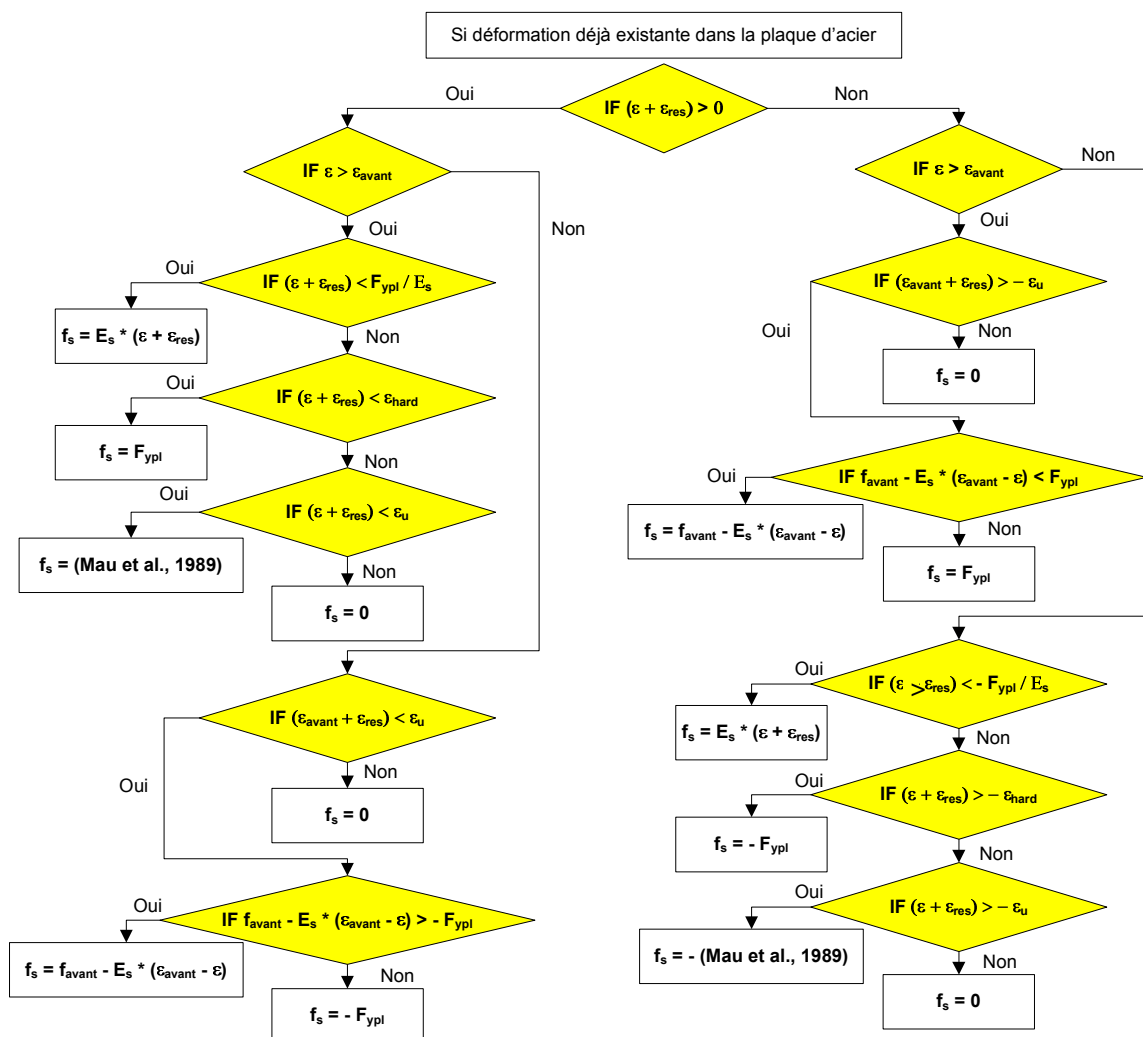 Si déformation déjà existante dans la plaque d'acier
Oui
IF (ε + εres) > 0
Non
IF ε > εavant
Non
Oui
IF (ε + εres) < Fypl / Es
Oui
fs = Es * (ε + εres)
Non
IF (ε + εres) < εhard
Oui
fs = Fypl
Non
IF (ε + εres) < εu
Oui
fs = (Mau et al., 1989)
Non
fs = 0
IF (εavant + εres) < εu
Oui
Non
fs = 0
IF favant - Es * (εavant - ε) > - Fypl
Oui
fs = favant - Es * (εavant - ε)
Non
fs = - Fypl
IF ε > εavant
Non
Oui
IF (εavant + εres) > - εu
Oui
Non
fs = 0
IF favant - Es * (εavant - ε) < Fypl
Oui
fs = favant - Es * (εavant - ε)
Non
fs = Fypl
IF (ε > εres) < - Fypl / Es
Oui
fs = Es * (ε + εres)
Non
IF (ε + εres) > - εhard
Oui
fs = - Fypl
Non
IF (ε + εres) > - εu
Oui
fs = - (Mau et al., 1989)
Non
fs = 0